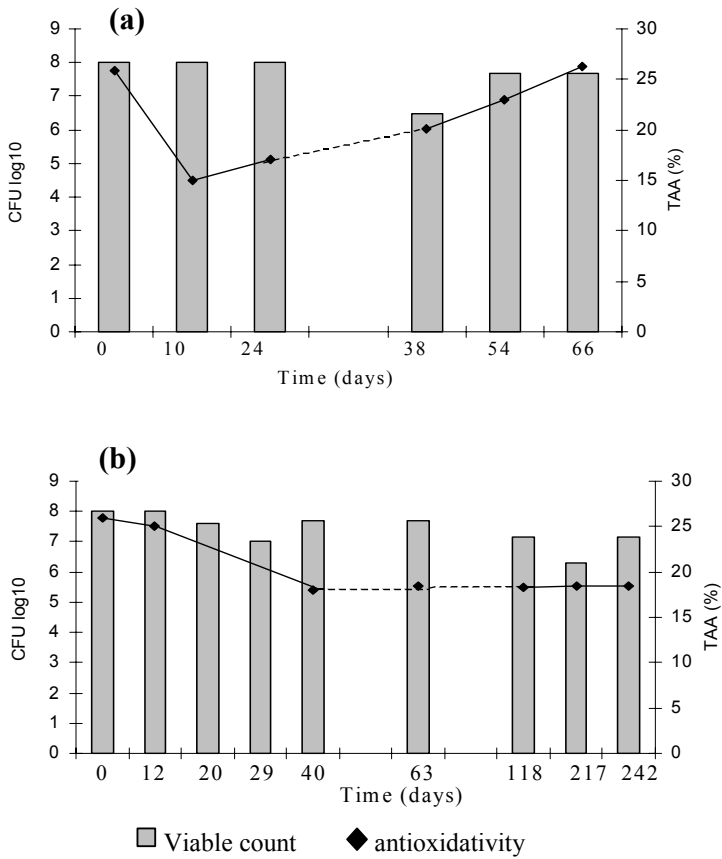 (a)
9 30
8 25
7
6 20
5 15
4
3 10
2 5
1
0 0
CFU log10
TAA (%)
0 10 24 38 54 66
Time (days)
(b)
9 30
8 25
7
6 20
5 15
4
3 10
2 5
1
0 0
CFU log10
TAA (%)
0 12 20 29 40 63 118 217 242
Time (days)
Viable count antioxidativity